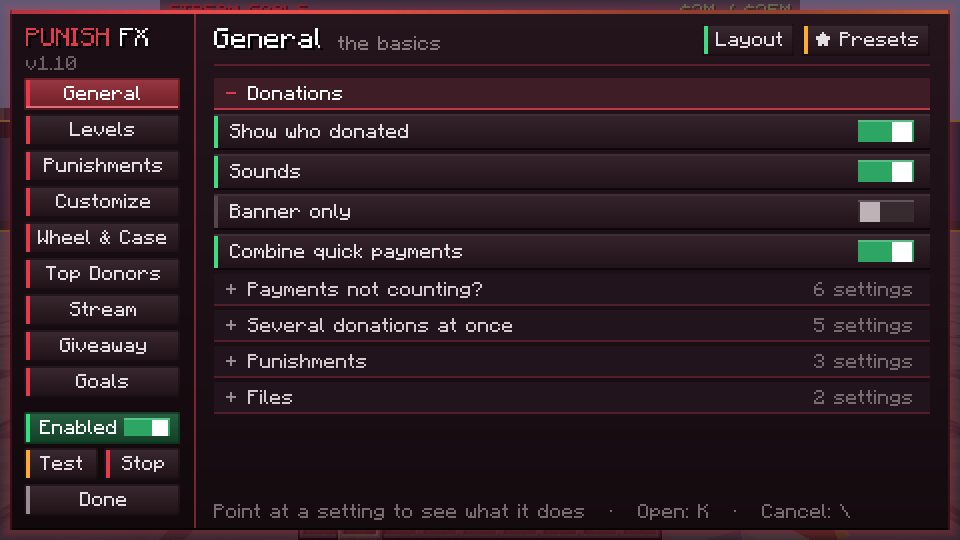 PUNISH FX
v1.10
General
Levels
Punishments
Customize
Wheel & Case
Top Donors
Stream
Giveaway
Goals
Enabled
Test Stop
Done
General the basics
Layout Presets
− Donations
Show who donated
Sounds
Banner only
Combine quick payments
+ Payments not counting? 6 settings
+ Several donations at once 5 settings
+ Punishments 3 settings
+ Files 2 settings
Point at a setting to see what it does · Open: K · Cancel: \